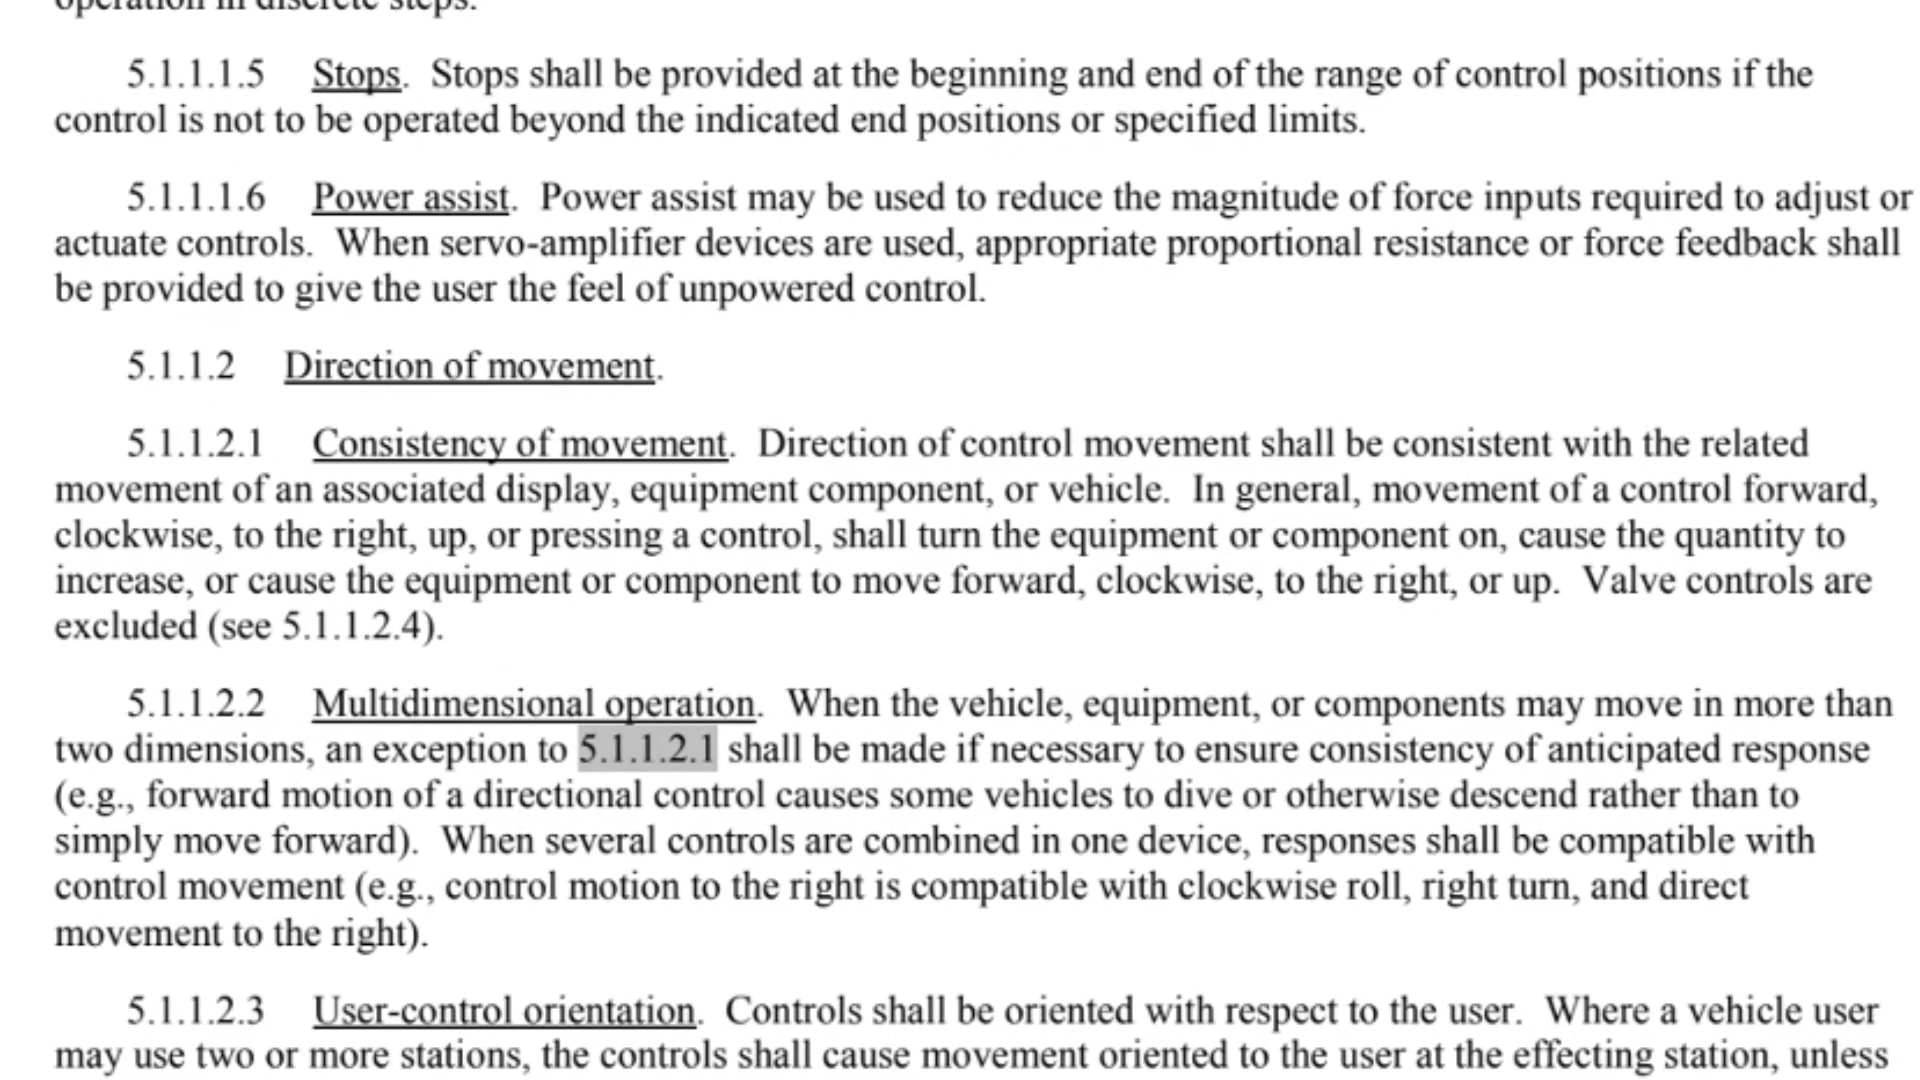 operation in discrete steps.
5.1.1.1.5 Stops. Stops shall be provided at the beginning and end of the range of control positions if the
control is not to be operated beyond the indicated end positions or specified limits.
5.1.1.1.6 Power assist. Power assist may be used to reduce the magnitude of force inputs required to adjust or
actuate controls. When servo-amplifier devices are used, appropriate proportional resistance or force feedback shall
be provided to give the user the feel of unpowered control.
5.1.1.2 Direction of movement.
5.1.1.2.1 Consistency of movement. Direction of control movement shall be consistent with the related
movement of an associated display, equipment component, or vehicle. In general, movement of a control forward,
clockwise, to the right, up, or pressing a control, shall turn the equipment or component on, cause the quantity to
increase, or cause the equipment or component to move forward, clockwise, to the right, or up. Valve controls are
excluded (see 5.1.1.2.4).
5.1.1.2.2 Multidimensional operation. When the vehicle, equipment, or components may move in more than
two dimensions, an exception to 5.1.1.2.1 shall be made if necessary to ensure consistency of anticipated response
(e.g., forward motion of a directional control causes some vehicles to dive or otherwise descend rather than to
simply move forward). When several controls are combined in one device, responses shall be compatible with
control movement (e.g., control motion to the right is compatible with clockwise roll, right turn, and direct
movement to the right).
5.1.1.2.3 User-control orientation. Controls shall be oriented with respect to the user. Where a vehicle user
may use two or more stations, the controls shall cause movement oriented to the user at the effecting station, unless